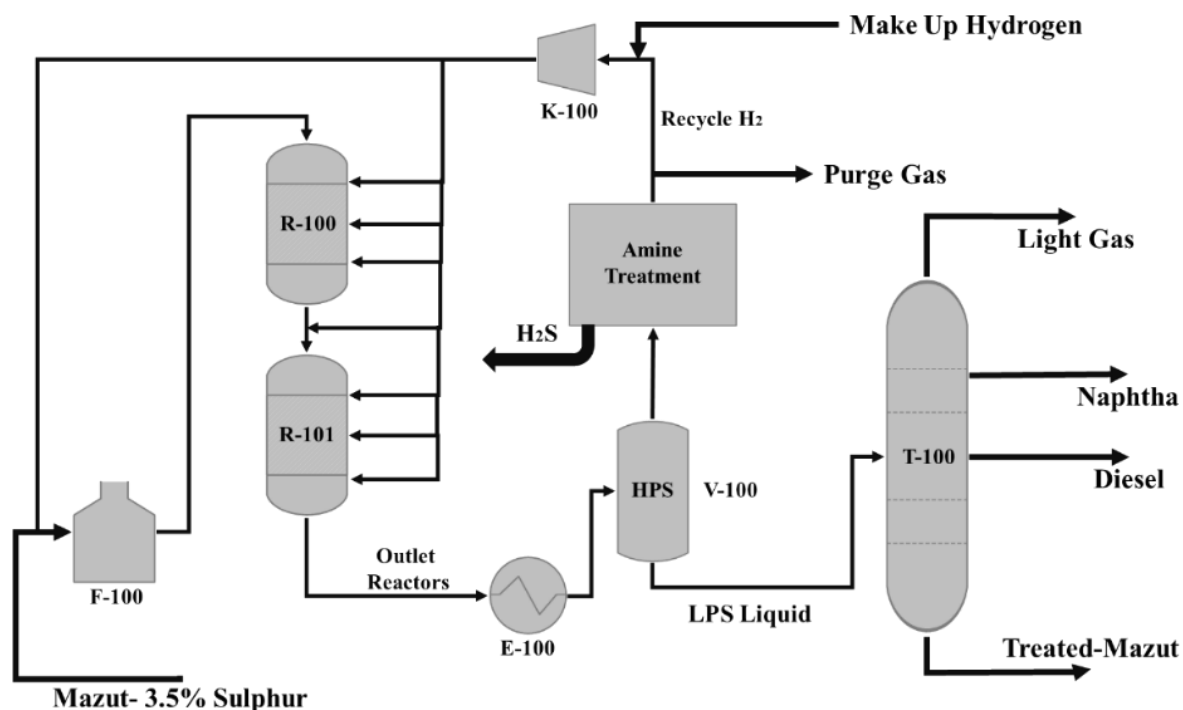 Make Up Hydrogen
K-100
Recycle H₂
Purge Gas
R-100
Amine
Treatment
Light Gas
H₂S
Naphtha
R-101
HPS
V-100
T-100
Diesel
F-100
Outlet
Reactors
LPS Liquid
E-100
Treated-Mazut
Mazut- 3.5% Sulphur